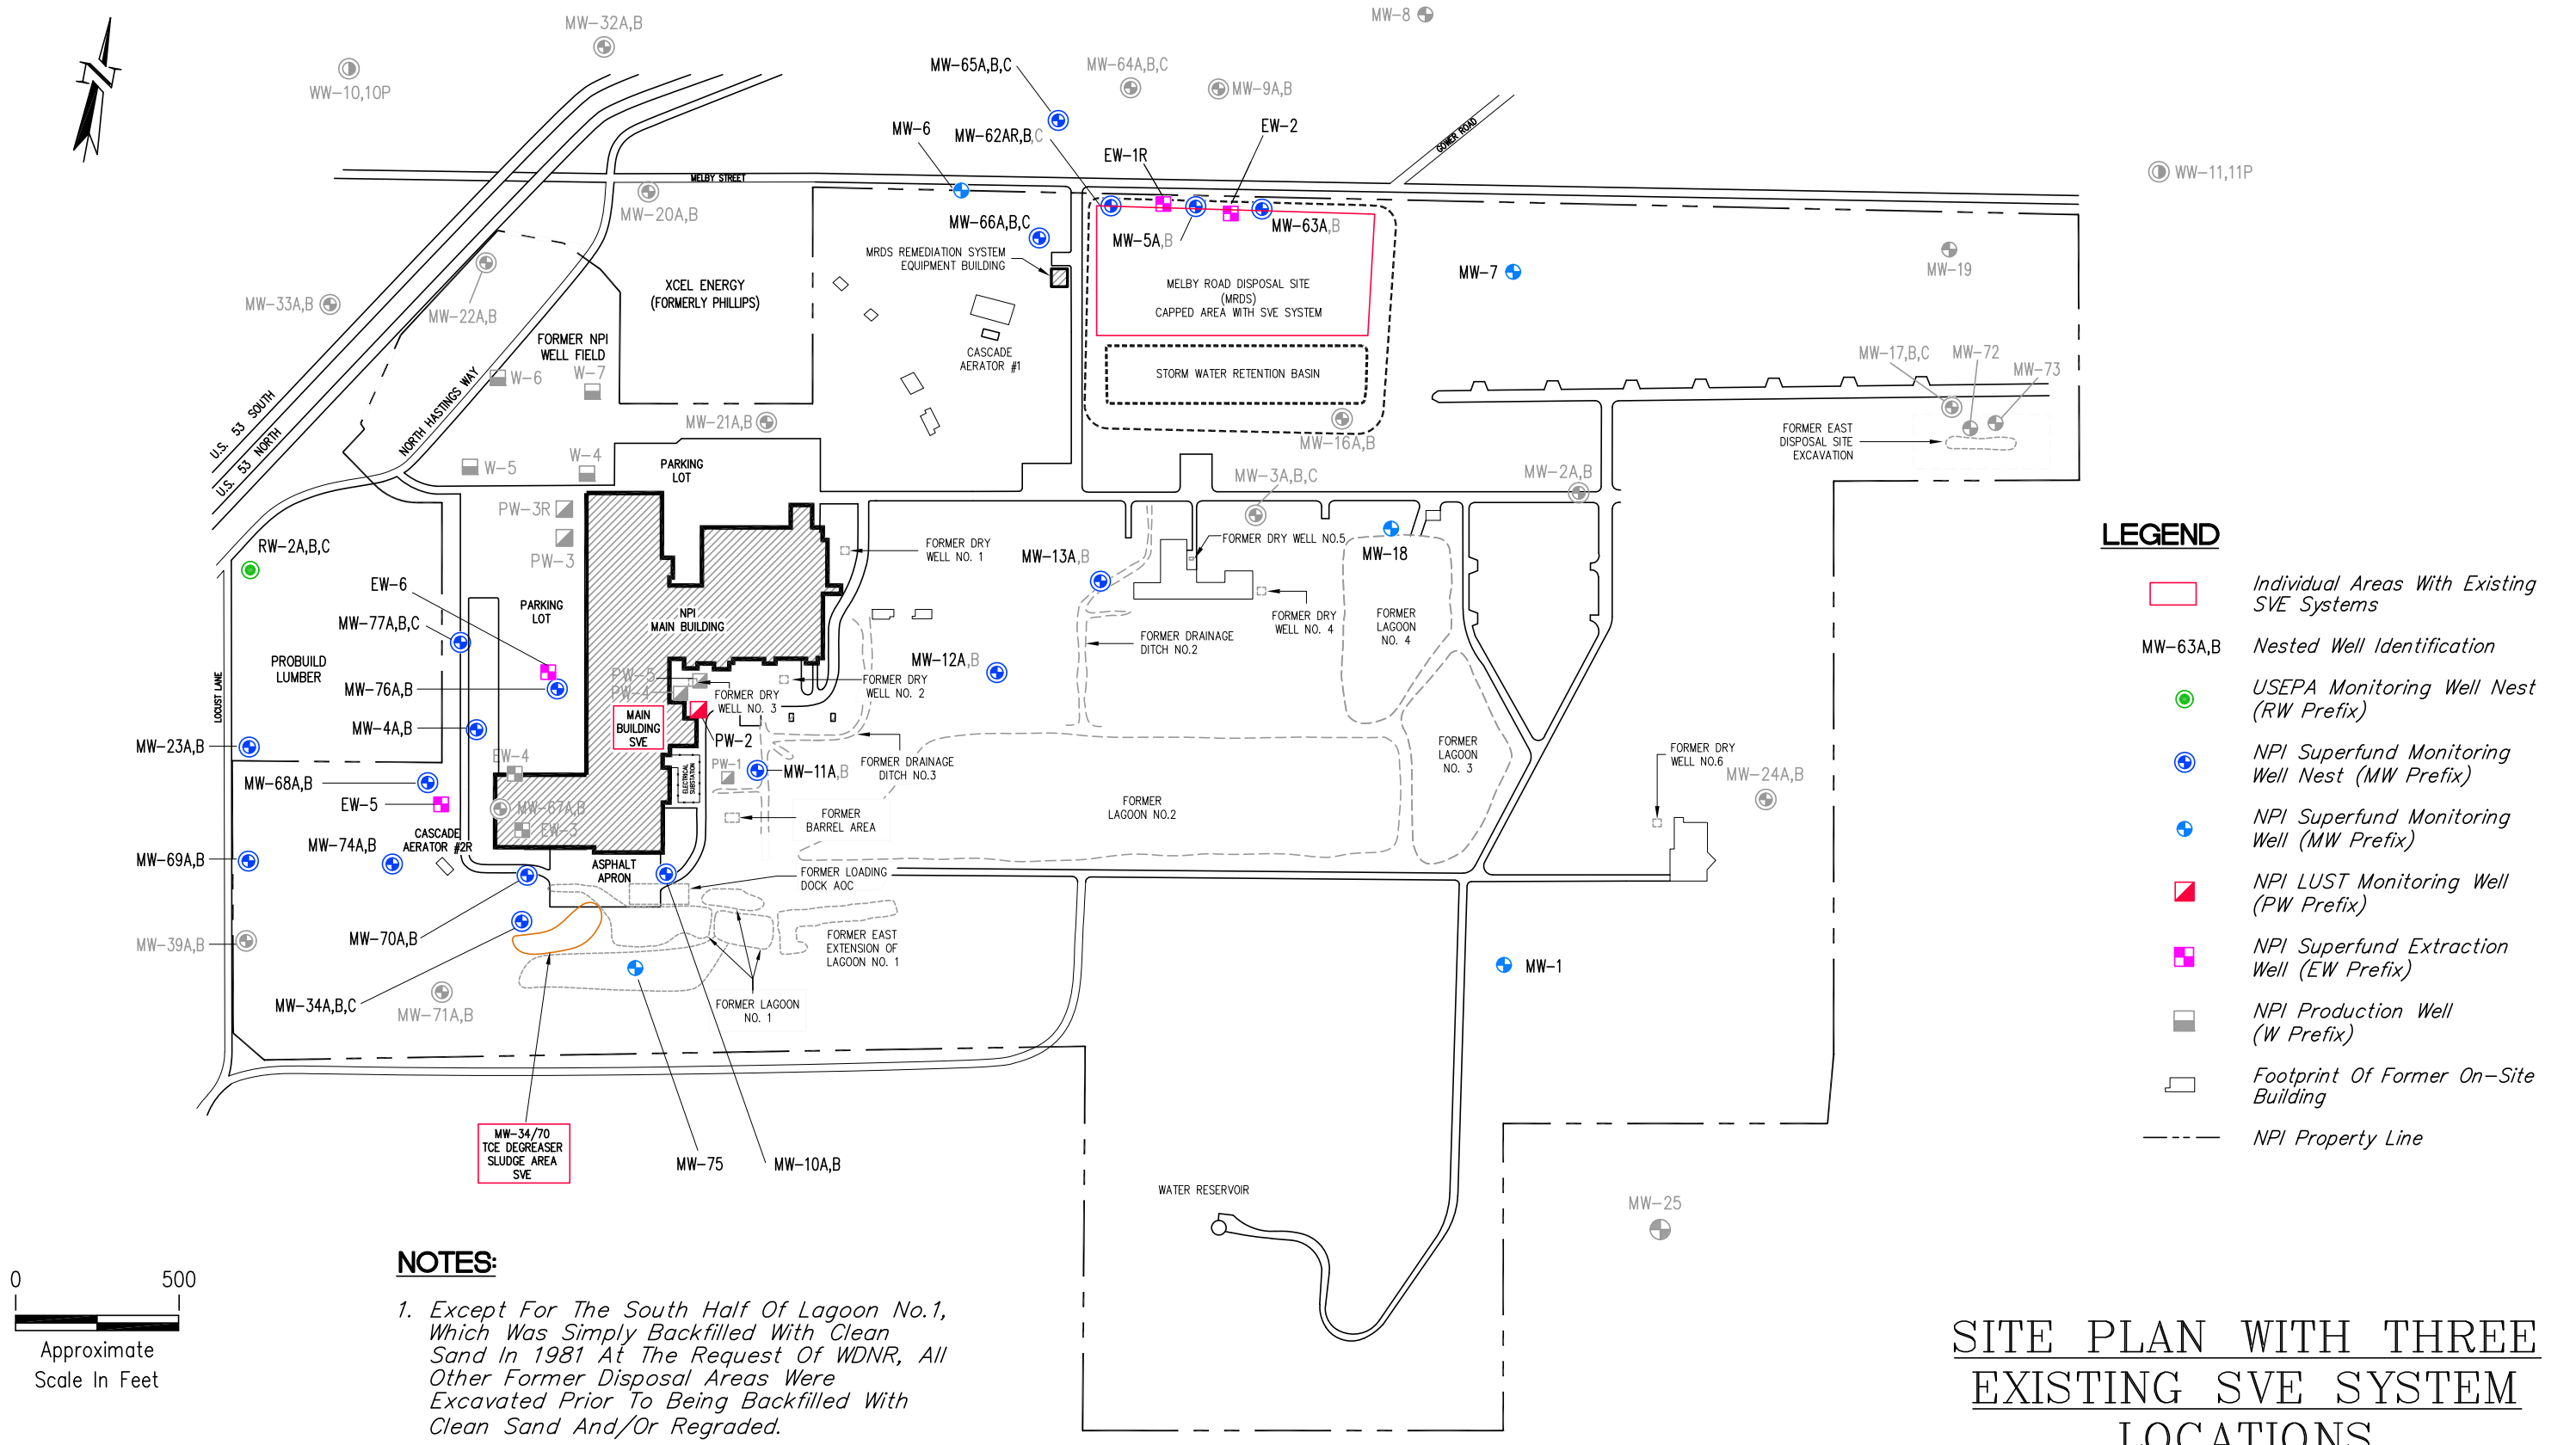 MW-32A,B
MW-8
WW-10,10P
MW-65A,B,C
MW-64A,B,C
MW-9A,B
N
MW-6
MW-62AR,B,C
EW-2
GOWER ROAD
EW-1R
MELBY STREET
WW-11,11P
MW-20A,B
MW-66A,B,C
MW-5A,B
MW-63A,B
MRDS REMEDIATION SYSTEM
EQUIPMENT BUILDING
MW-7
MW-19
XCEL ENERGY
(FORMERLY PHILLIPS)
MELBY ROAD DISPOSAL SITE
(MRDS)
CAPPED AREA WITH SVE SYSTEM
MW-33A,B
MW-22A,B
FORMER NPI
WELL FIELD
CASCADE
AERATOR #1
STORM WATER RETENTION BASIN
W-6
W-7
MW-17,B,C
MW-72
MW-73
U.S. 53 SOUTH
U.S. 53 NORTH
NORTH HASTINGS WAY
MW-21A,B
MW-16A,B
FORMER EAST
DISPOSAL SITE
EXCAVATION
W-5
W-4
PARKING
LOT
MW-3A,B,C
MW-2A,B
PW-3R
PW-3
RW-2A,B,C
FORMER DRY
WELL NO. 1
MW-13A,B
FORMER DRY WELL NO.5
MW-18
EW-6
PARKING
LOT
MW-77A,B,C
NPI
MAIN BUILDING
FORMER DRY
WELL NO. 4
FORMER
LAGOON
NO. 4
FORMER DRAINAGE
DITCH NO.2
PROBUILD
LUMBER
LOCUST LANE
MW-12A,B
MW-76A,B
PW-5
PW-4
FORMER DRY
WELL NO. 2
FORMER DRY
WELL NO. 3
MW-4A,B
MAIN
BUILDING
SVE
PW-2
MW-23A,B
EW-4
ELECTRICAL
SUBSTATION
PW-1
MW-11A,B
FORMER DRAINAGE
DITCH NO.3
FORMER
LAGOON
NO. 3
FORMER DRY
WELL NO.6
MW-24A,B
MW-68A,B
EW-5
MW-67A,B
EW-3
FORMER
BARREL AREA
FORMER
LAGOON NO.2
CASCADE
AERATOR #2R
MW-74A,B
MW-69A,B
ASPHALT
APRON
FORMER LOADING
DOCK AOC
MW-70A,B
MW-39A,B
FORMER EAST
EXTENSION OF
LAGOON NO. 1
MW-1
MW-34A,B,C
MW-71A,B
FORMER LAGOON
NO. 1
MW-34/70
TCE DEGREASER
SLUDGE AREA
SVE
MW-75
MW-10A,B
WATER RESERVOIR
MW-25
LEGEND
Individual Areas With Existing
SVE Systems
MW-63A,B
Nested Well Identification
USEPA Monitoring Well Nest
(RW Prefix)
NPI Superfund Monitoring
Well Nest (MW Prefix)
NPI Superfund Monitoring
Well (MW Prefix)
NPI LUST Monitoring Well
(PW Prefix)
NPI Superfund Extraction
Well (EW Prefix)
NPI Production Well
(W Prefix)
Footprint Of Former On-Site
Building
NPI Property Line
0 500
Approximate
Scale In Feet
NOTES:
1. Except For The South Half Of Lagoon No.1,
Which Was Simply Backfilled With Clean
Sand In 1981 At The Request Of WDNR, All
Other Former Disposal Areas Were
Excavated Prior To Being Backfilled With
Clean Sand And/Or Regraded.
SITE PLAN WITH THREE
EXISTING SVE SYSTEM
LOCATIONS